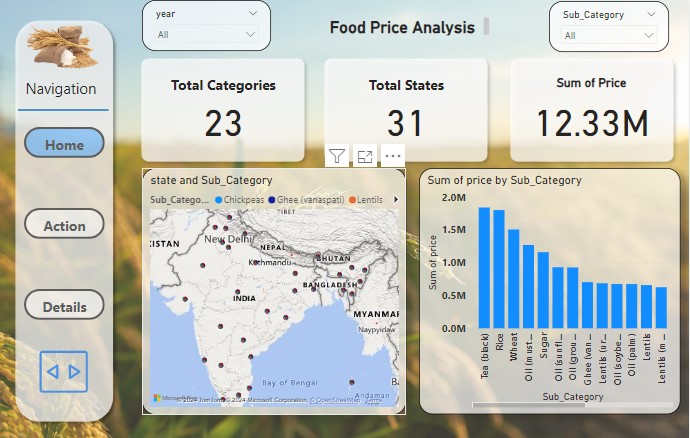 year
All
Food Price Analysis
Sub_Category
All
Navigation
Home
Action
Details
Total Categories
23
Total States
31
Sum of Price
12.33M
state and Sub_Category
Sub_Catego... Chickpeas Ghee (vanaspati) Lentils
TIBET
KISTAN
New Delhi
NEPAL
Kathmandu
BHUTAN
BANGLADESH
INDIA
MYANMAR
Naypyidaw
Bay of Bengal
Andaman
© 2024 TomTom, © 2024 Microsoft Corporation, © OpenStreetMap Terms
Sum of price by Sub_Category
Sum of price
2.0M
1.5M
1.0M
0.5M
0.0M
Tea (black)
Rice
Wheat
Oil (must...
Sugar
Oil (sunfl...
Oil (grou...
Ghee (van...
Lentils (ur...
Oil (soybe...
Oil (palm)
Lentils
Lentils (m...
Sub_Category